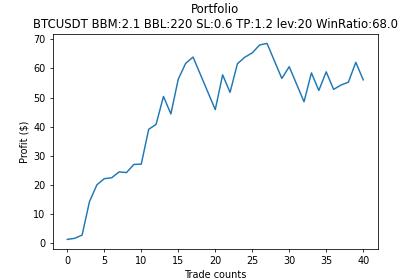 Portfolio
BTCUSDT BBM:2.1 BBL:220 SL:0.6 TP:1.2 lev:20 WinRatio:68.0
70
60
50
40
30
20
10
0
Profit ($)
0 5 10 15 20 25 30 35 40
Trade counts